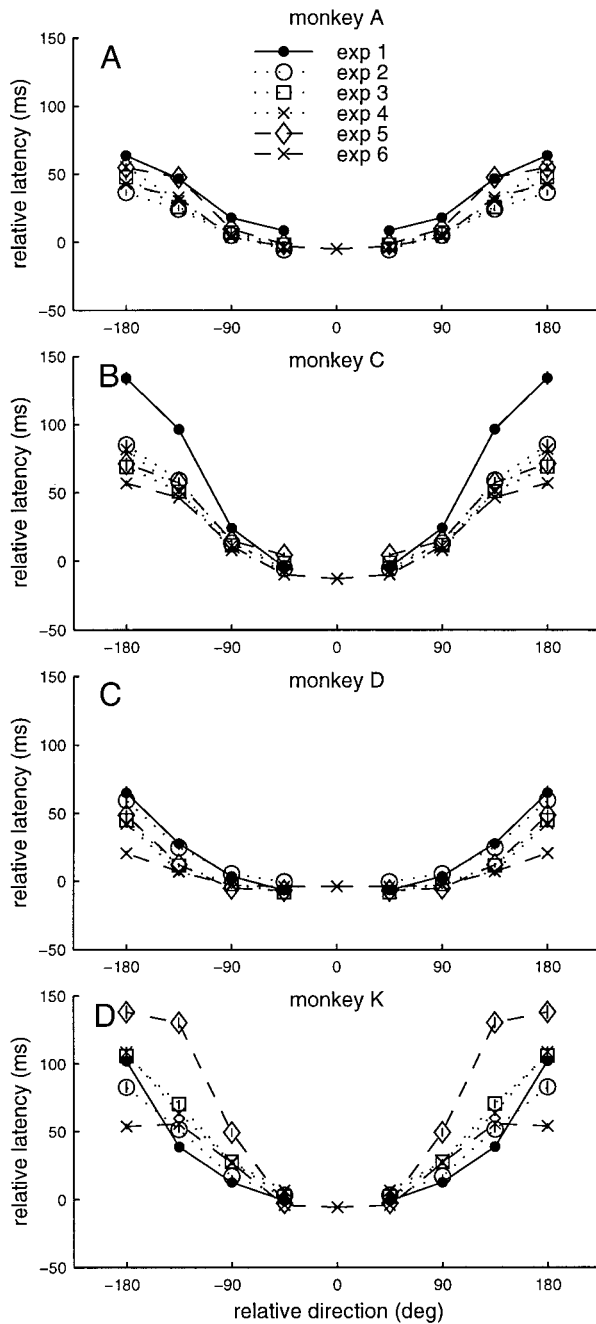 monkey A
A
exp 1
exp 2
exp 3
exp 4
exp 5
exp 6
relative latency (ms)
150
100
50
0
−50
−180
−90
0
90
180
monkey C
B
relative latency (ms)
150
100
50
0
−50
−180
−90
0
90
180
monkey D
C
relative latency (ms)
150
100
50
0
−50
−180
−90
0
90
180
monkey K
D
relative latency (ms)
150
100
50
0
−50
−180
−90
0
90
180
relative direction (deg)